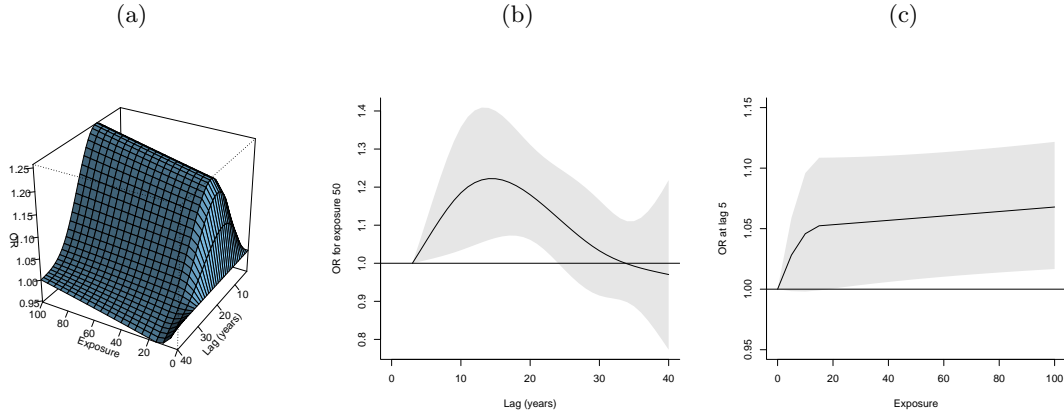 (a)
1.25
1.20
1.15
1.10
1.05
1.00
0.95
OR
100
80
60
40
20
0
Exposure
10
20
30
40
Lag (years)
(b)
1.4
1.3
1.2
1.1
1.0
0.9
0.8
OR for exposure 50
0 10 20 30 40
Lag (years)
(c)
1.15
1.10
1.05
1.00
0.95
OR at lag 5
0 20 40 60 80 100
Exposure